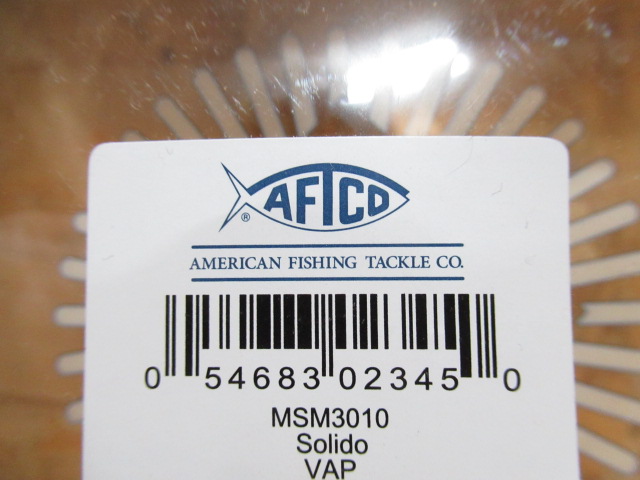 AFTCO
®
AMERICAN FISHING TACKLE CO.
0 54683 02345 0
MSM3010
Solido
VAP